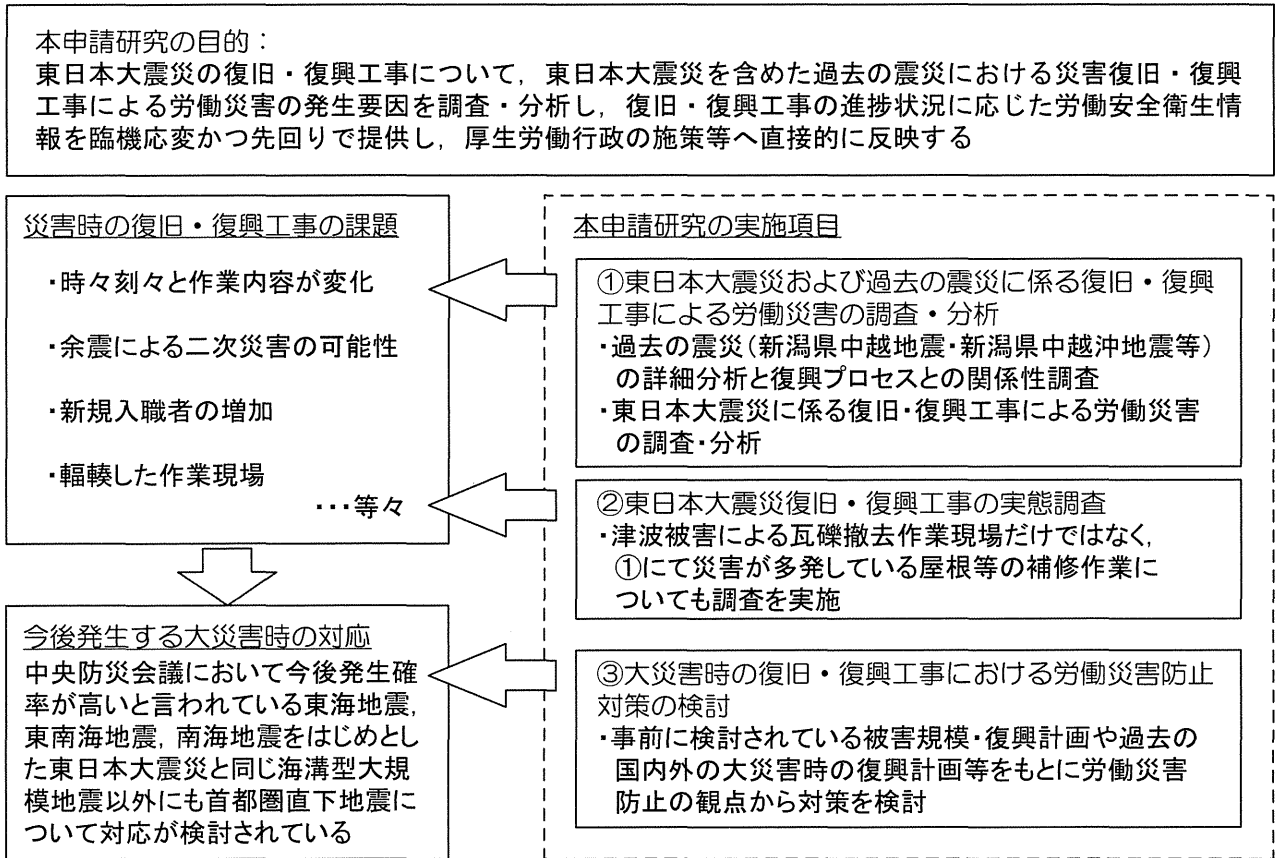 本申請研究の目的：
東日本大震災の復旧・復興工事について，東日本大震災を含めた過去の震災における災害復旧・復興
工事による労働災害の発生要因を調査・分析し，復旧・復興工事の進捗状況に応じた労働安全衛生情
報を臨機応変かつ先回りで提供し，厚生労働行政の施策等へ直接的に反映する
災害時の復旧・復興工事の課題
・時々刻々と作業内容が変化
・余震による二次災害の可能性
・新規入職者の増加
・輻輳した作業現場
・・・等々
今後発生する大災害時の対応
中央防災会議において今後発生確
率が高いと言われている東海地震，
東南海地震，南海地震をはじめとし
た東日本大震災と同じ海溝型大規
模地震以外にも首都圏直下地震に
ついて対応が検討されている
本申請研究の実施項目
①東日本大震災および過去の震災に係る復旧・復興
工事による労働災害の調査・分析
・過去の震災（新潟県中越地震・新潟県中越沖地震等）
の詳細分析と復興プロセスとの関係性調査
・東日本大震災に係る復旧・復興工事による労働災害
の調査・分析
②東日本大震災復旧・復興工事の実態調査
・津波被害による瓦礫撤去作業現場だけではなく，
①にて災害が多発している屋根等の補修作業に
ついても調査を実施
③大災害時の復旧・復興工事における労働災害防止
対策の検討
・事前に検討されている被害規模・復興計画や過去の
国内外の大災害時の復興計画等をもとに労働災害
防止の観点から対策を検討